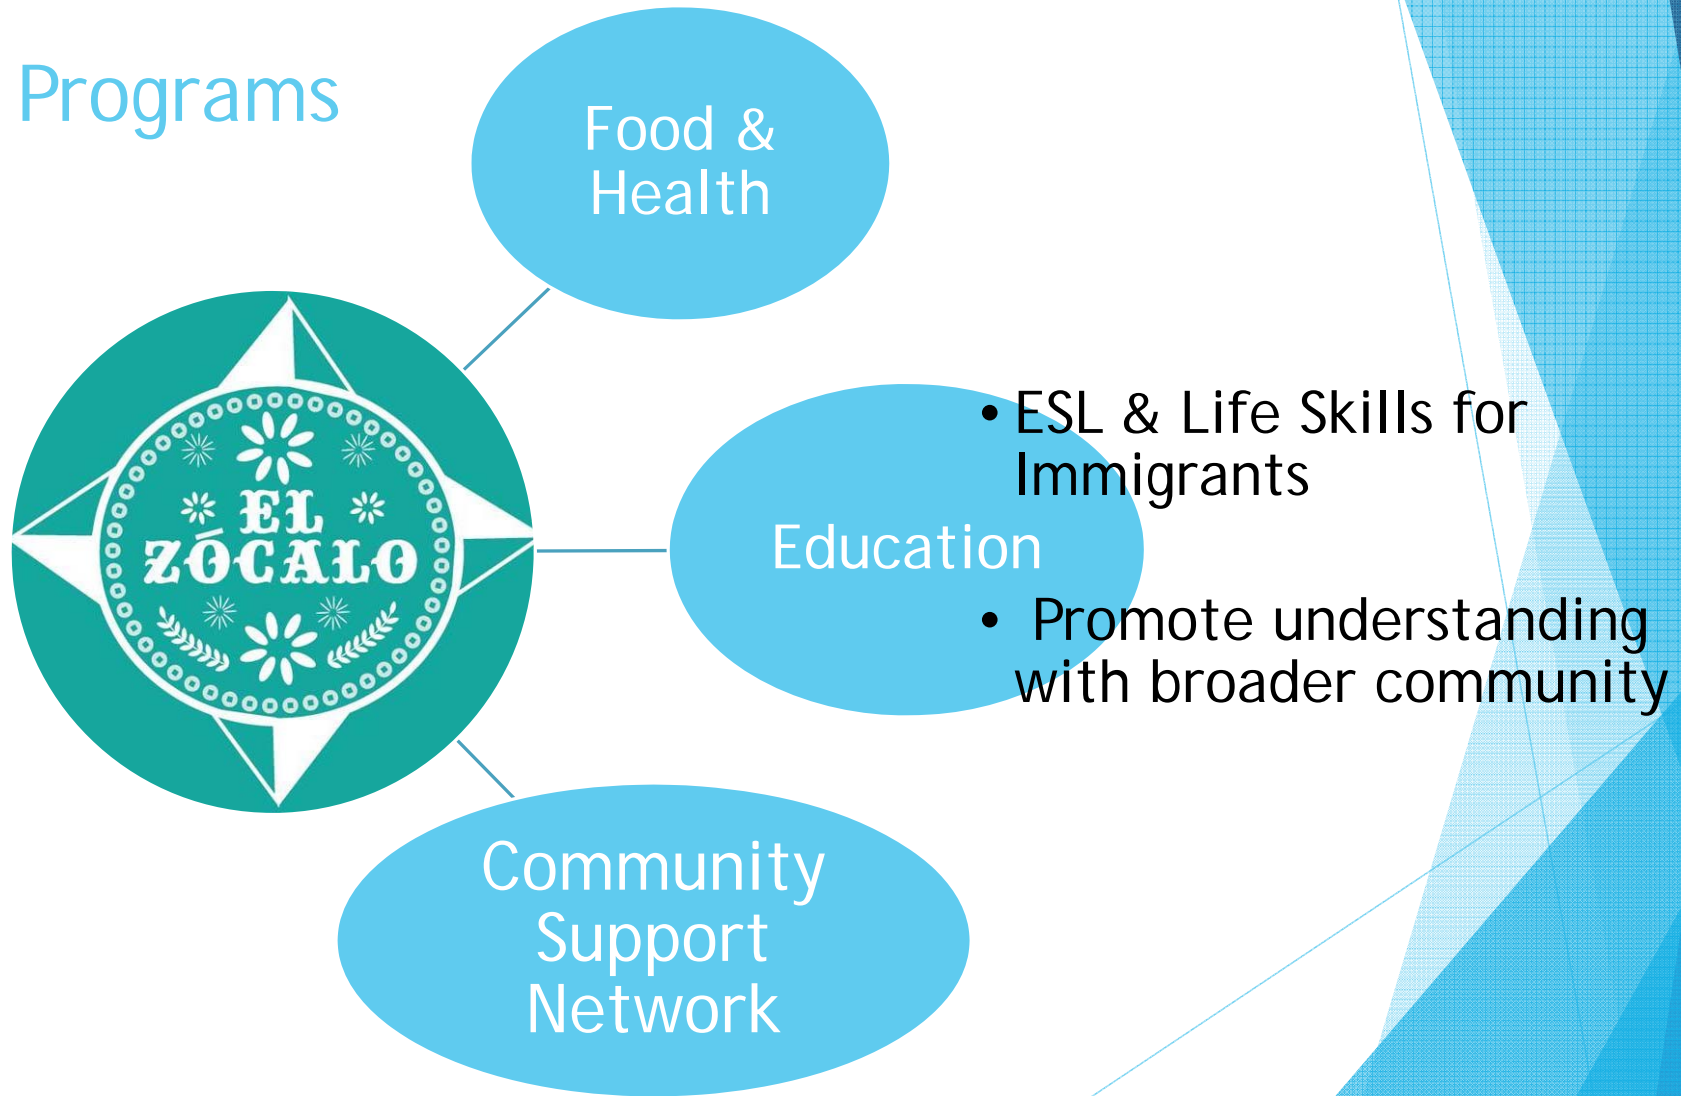 Programs
Food &
Health
EL
ZÓCALO
Education
• ESL & Life Skills for
Immigrants
• Promote understanding
with broader community
Community
Support
Network